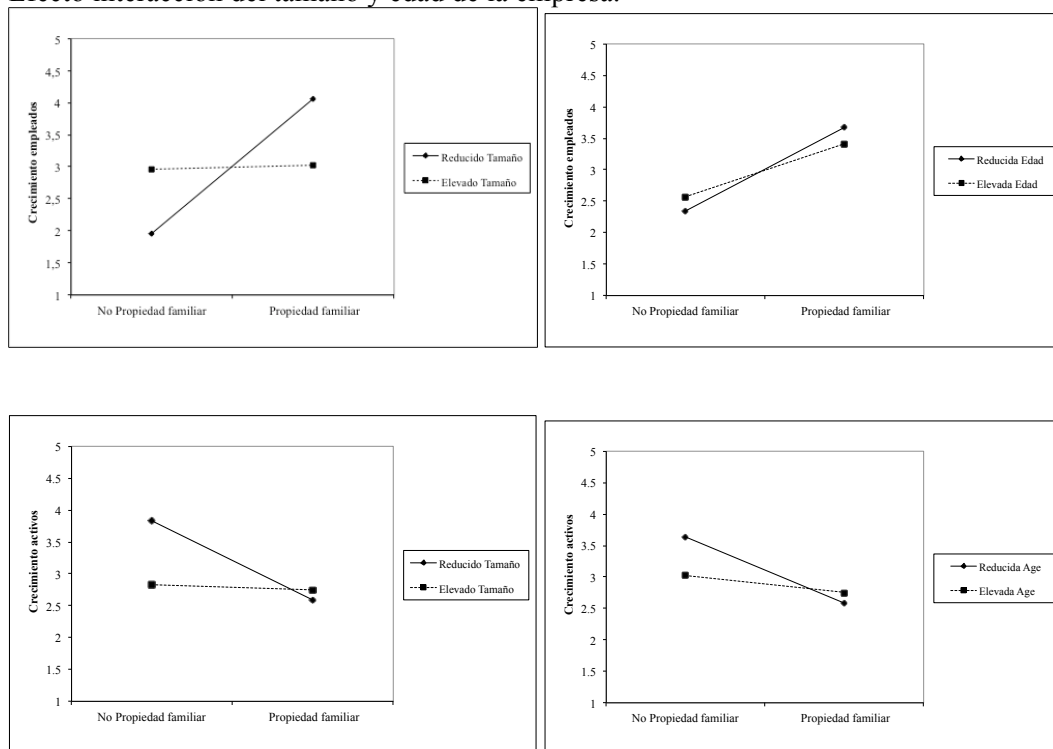 Efecto interacción del tamaño y edad de la empresa.
5
4,5
4
3,5
3
2,5
2
1,5
1
Crecimiento empleados
No Propiedad familiar
Propiedad familiar
Reducido Tamaño
Elevado Tamaño
5
4.5
4
3.5
3
2.5
2
1.5
1
Crecimiento empleados
No Propiedad familiar
Propiedad familiar
Reducida Edad
Elevada Edad
5
4.5
4
3.5
3
2.5
2
1.5
1
Crecimiento activos
No Propiedad familiar
Propiedad familiar
Reducido Tamaño
Elevado Tamaño
5
4.5
4
3.5
3
2.5
2
1.5
1
Crecimiento activos
No Propiedad familiar
Propiedad familiar
Reducida Age
Elevada Age